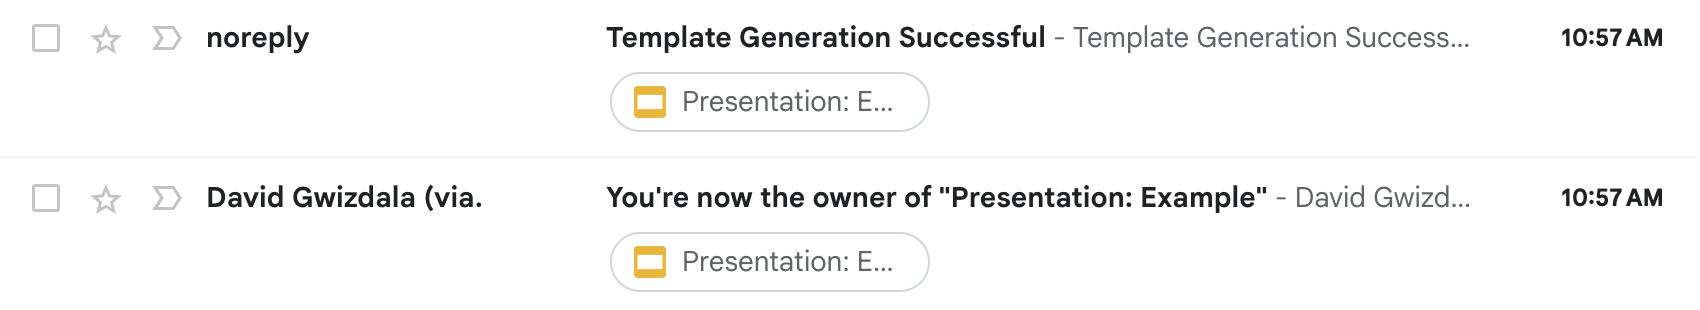 noreply Template Generation Successful - Template Generation Success... 10:57 AM
Presentation: E...
David Gwizdala (via. You're now the owner of "Presentation: Example" - David Gwizd... 10:57 AM
Presentation: E...